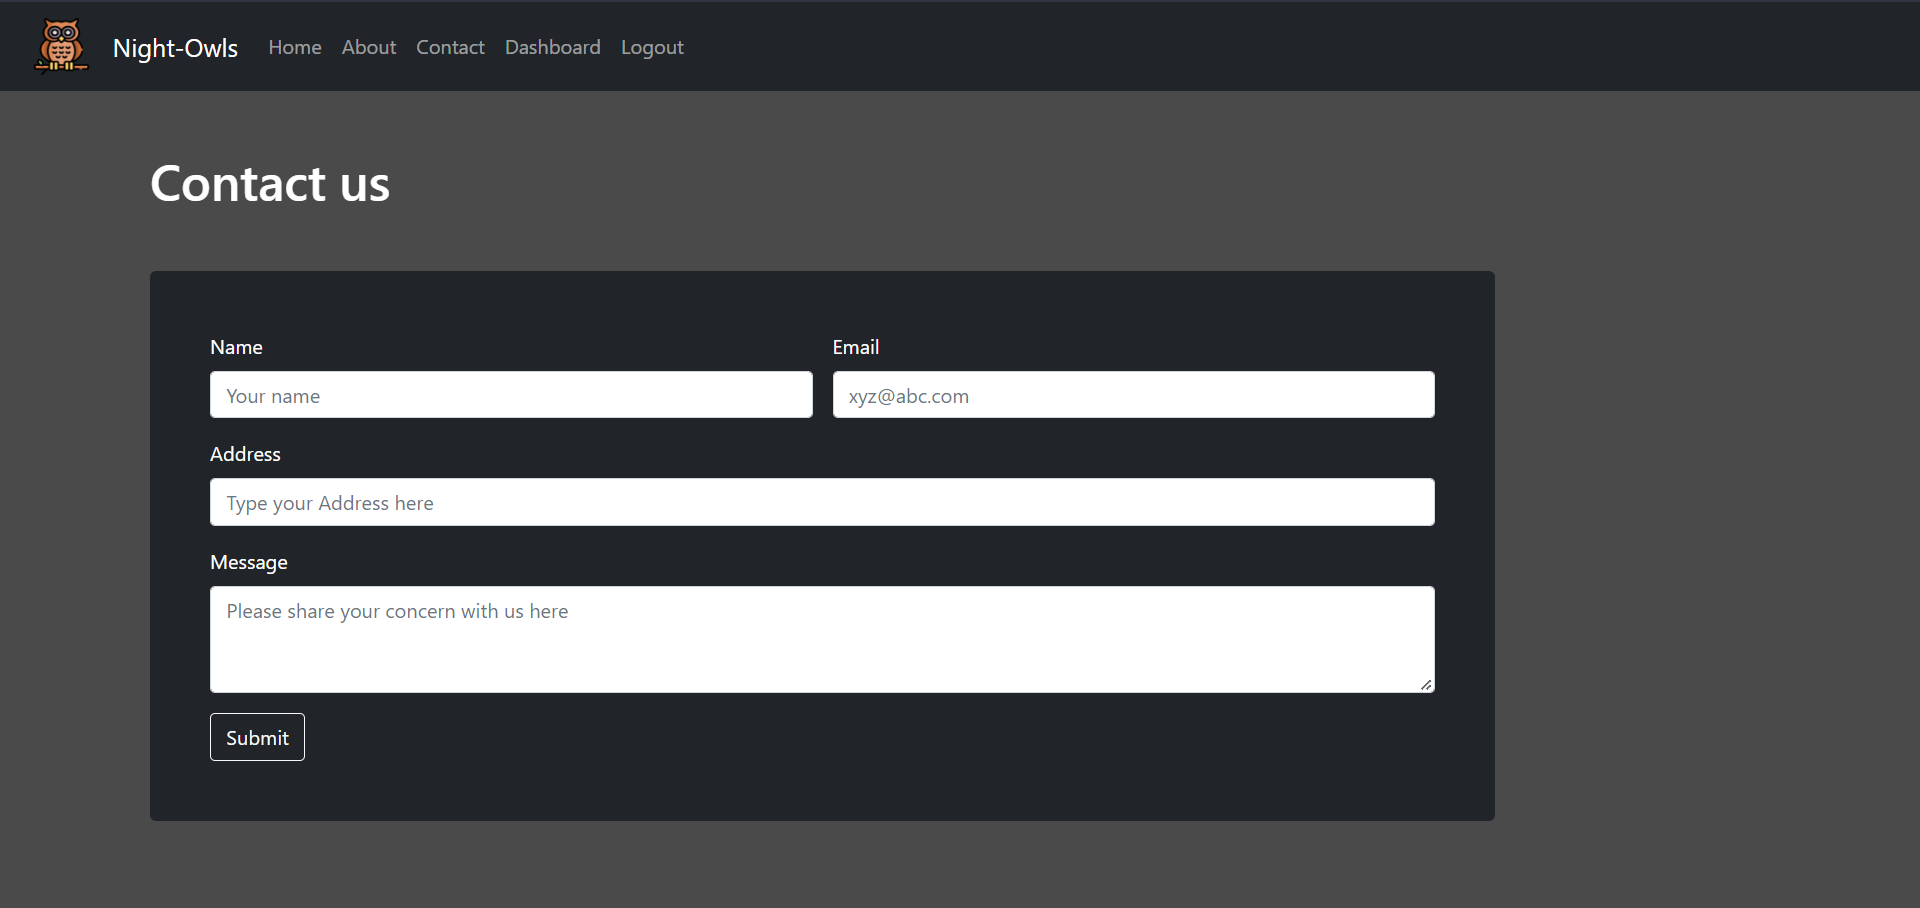 Night-Owls Home About Contact Dashboard Logout
Contact us
Name Email
Your name xyz@abc.com
Address
Type your Address here
Message
Please share your concern with us here
Submit